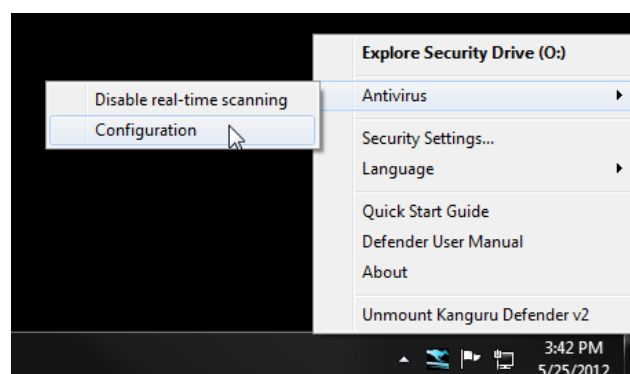 Explore Security Drive (O:)
Antivirus
Disable real-time scanning
Configuration
Security Settings...
Language
Quick Start Guide
Defender User Manual
About
Unmount Kanguru Defender v2
3:42 PM
5/25/2012